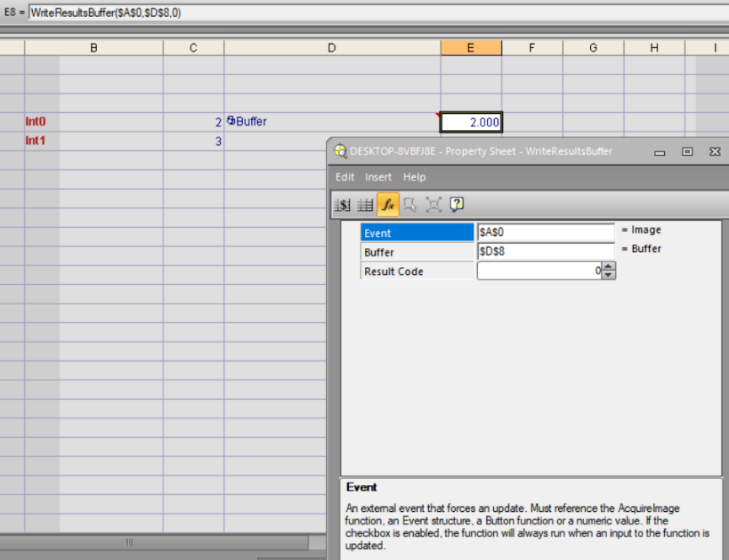 E8 = WriteResultsBuffer($A$0,$D$8,0)
B C D E F G H I
Int0 2 Buffer 2.000
Int1 3
DESKTOP-8VBFJ8E - Property Sheet - WriteResultsBuffer
Edit Insert Help
Event $A$0 = Image
Buffer $D$8 = Buffer
Result Code 0
Event
An external event that forces an update. Must reference the AcquireImage
function, an Event structure, a Button function or a numeric value. If the
checkbox is enabled, the function will always run when an input to the function is
updated.